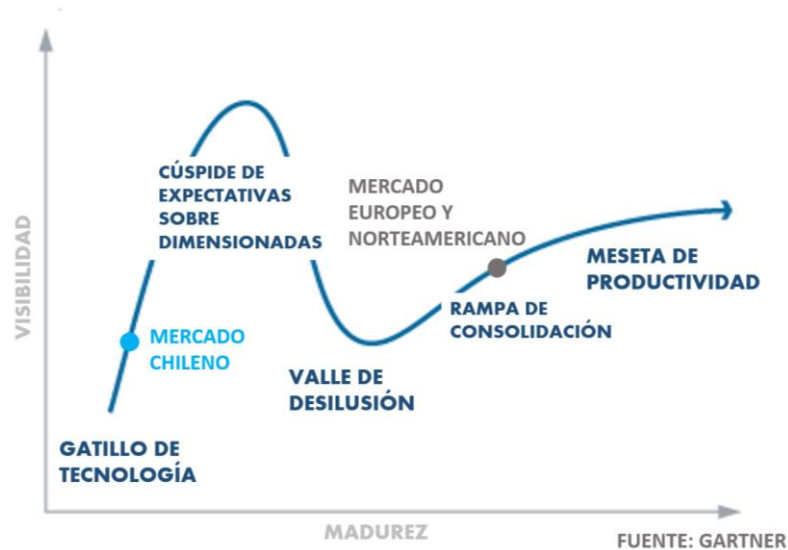 CÚSPIDE DE
EXPECTATIVAS
SOBRE
DIMENSIONADAS
MERCADO
EUROPEO Y
NORTEAMERICANO
MESETA DE
PRODUCTIVIDAD
VISIBILIDAD
RAMPA DE
CONSOLIDACIÓN
MERCADO
CHILENO
VALLE DE
DESILUSIÓN
GATILLO DE
TECNOLOGÍA
MADUREZ
FUENTE: GARTNER